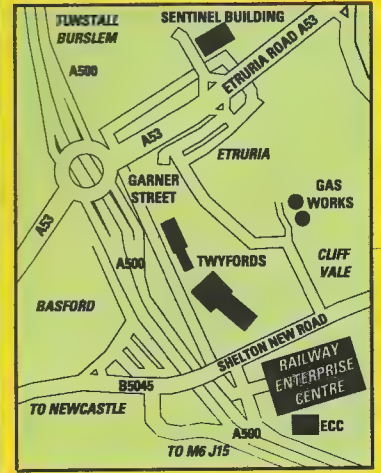 TUNSTALL
BURSLEM
SENTINEL BUILDING
A500
ETRURIA ROAD A53
A53
ETRURIA
GARNER
STREET
GAS
WORKS
A53
A500
TWYFORDS
CLIFF
VALE
BASFORD
SHELTON NEW ROAD
RAILWAY
ENTERPRISE
CENTRE
B5045
TO NEWCASTLE
A500
ECC
TO M6 J15